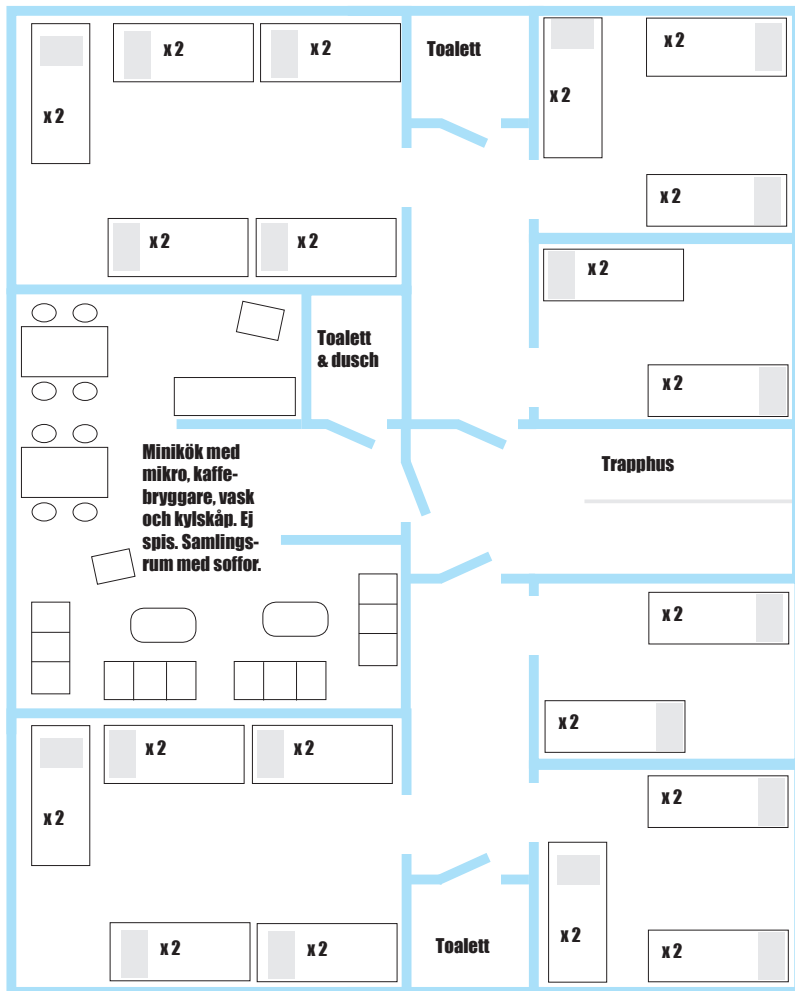 x 2
x 2
x 2
x 2
x 2
Toalett
x 2
x 2
x 2
x 2
x 2
Toalett
& dusch
Minikök med
mikro, kaffe-
bryggare, vask
och kylskåp. Ej
spis. Samlings-
rum med soffor.
Trapphus
x 2
x 2
x 2
x 2
x 2
x 2
x 2
Toalett
x 2
x 2
x 2